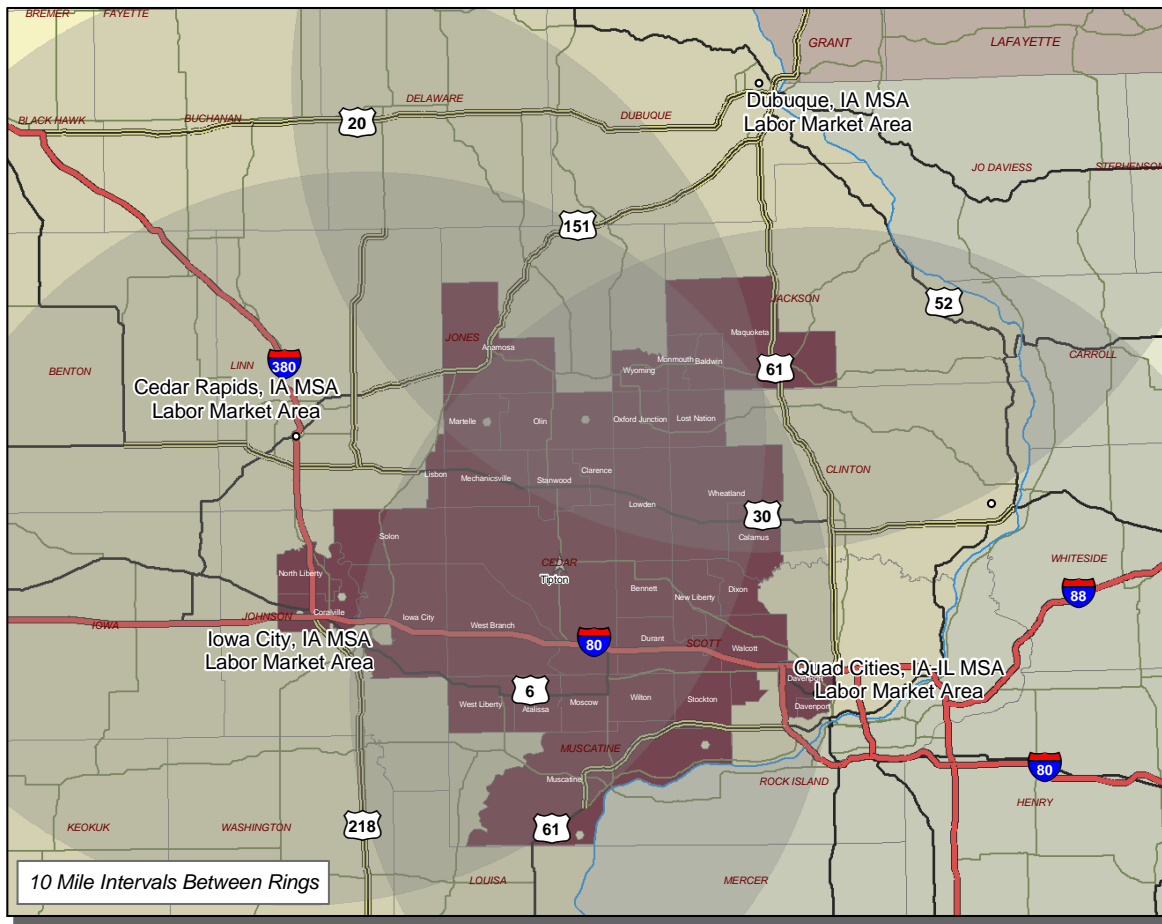 BREMER
FAYETTE
GRANT
LAFAYETTE
BLACK HAWK
BUCHANAN
20
DELAWARE
DUBUQUE
Dubuque, IA MSA
Labor Market Area
JO DAVIESS
STEPHENSON
151
52
JACKSON
JONES
Anamosa
Maquoketa
Monmouth
Baldwin
Wyoming
61
CARROLL
LINN
380
BENTON
Cedar Rapids, IA MSA
Labor Market Area
Martelle
Olin
Oxford Junction
Lost Nation
CLINTON
Lisbon
Mechanicsville
Stanwood
Clarence
Lowden
Wheatland
30
Calamus
Solon
WHITESIDE
CEDAR
Tipton
North Liberty
Bennett
New Liberty
Dixon
88
IOWA
JOHNSON
Coralville
Iowa City
West Branch
80
Durant
SCOTT
Walcott
Iowa City, IA MSA
Labor Market Area
Quad Cities, IA-IL MSA
Labor Market Area
Davenport
Davenport
6
West Liberty
Atalissa
Moscow
Wilton
Stockton
MUSCATINE
Muscatine
ROCK ISLAND
80
HENRY
KEOKUK
WASHINGTON
218
61
LOUISA
MERCER
10 Mile Intervals Between Rings